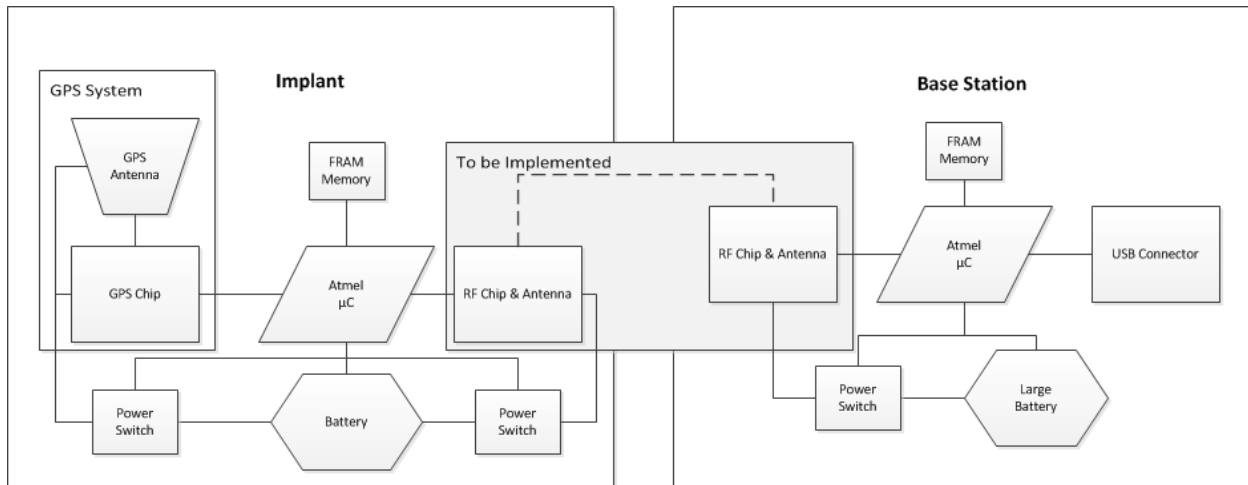 Implant
GPS System
GPS
Antenna
FRAM
Memory
GPS Chip
Atmel
µC
RF Chip & Antenna
Power
Switch
Battery
Power
Switch
To be Implemented
Base Station
FRAM
Memory
RF Chip & Antenna
Atmel
µC
USB Connector
Power
Switch
Large
Battery